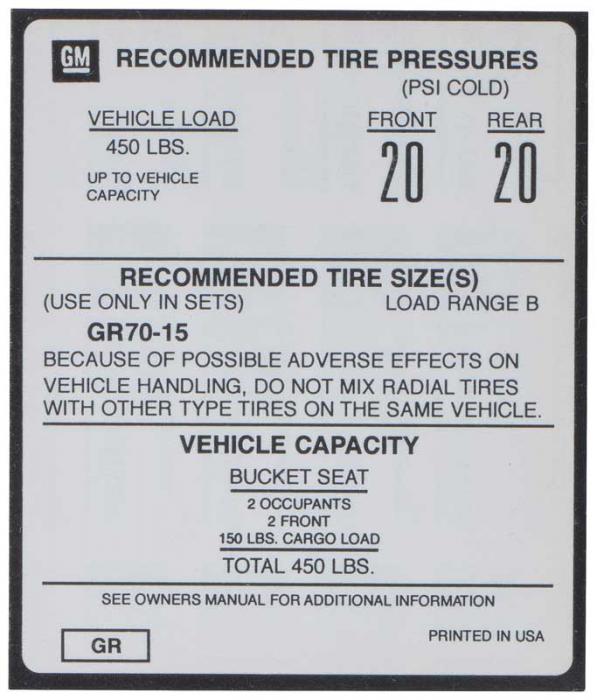 GM RECOMMENDED TIRE PRESSURES
(PSI COLD)
VEHICLE LOAD FRONT REAR
450 LBS. 20 20
UP TO VEHICLE
CAPACITY
RECOMMENDED TIRE SIZE(S)
(USE ONLY IN SETS) LOAD RANGE B
GR70-15
BECAUSE OF POSSIBLE ADVERSE EFFECTS ON
VEHICLE HANDLING, DO NOT MIX RADIAL TIRES
WITH OTHER TYPE TIRES ON THE SAME VEHICLE.
VEHICLE CAPACITY
BUCKET SEAT
2 OCCUPANTS
2 FRONT
150 LBS. CARGO LOAD
TOTAL 450 LBS.
SEE OWNERS MANUAL FOR ADDITIONAL INFORMATION
GR PRINTED IN USA